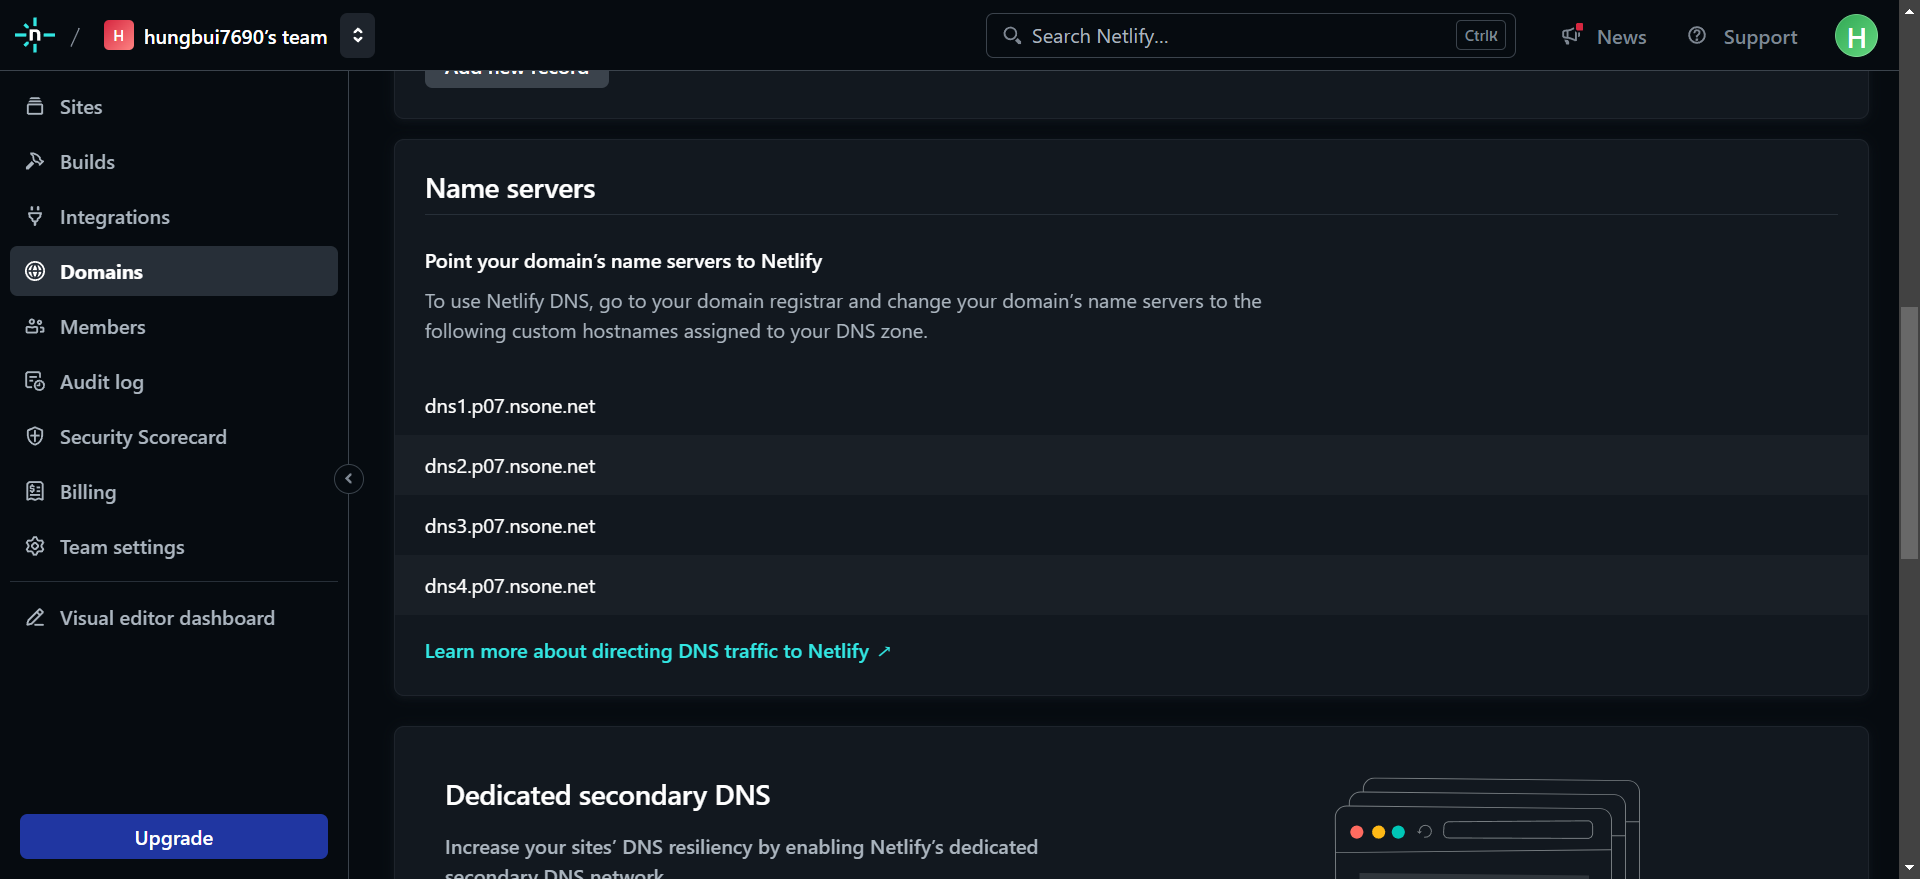 n / H hungbui7690's team
Search Netlify...
CtrlK
News
Support
H
Sites
Builds
Integrations
Domains
Members
Audit log
Security Scorecard
Billing
Team settings
Visual editor dashboard
Upgrade
Add new record
Name servers
Point your domain's name servers to Netlify
To use Netlify DNS, go to your domain registrar and change your domain's name servers to the
following custom hostnames assigned to your DNS zone.
dns1.p07.nsone.net
dns2.p07.nsone.net
dns3.p07.nsone.net
dns4.p07.nsone.net
Learn more about directing DNS traffic to Netlify ↗
Dedicated secondary DNS
Increase your sites' DNS resiliency by enabling Netlify's dedicated
secondary DNS network.